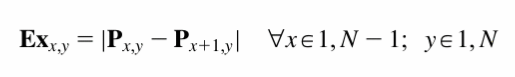 Ex_{x,y} = |P_{x,y} − P_{x+1,y}| ∀x∈1,N − 1; y∈1,N